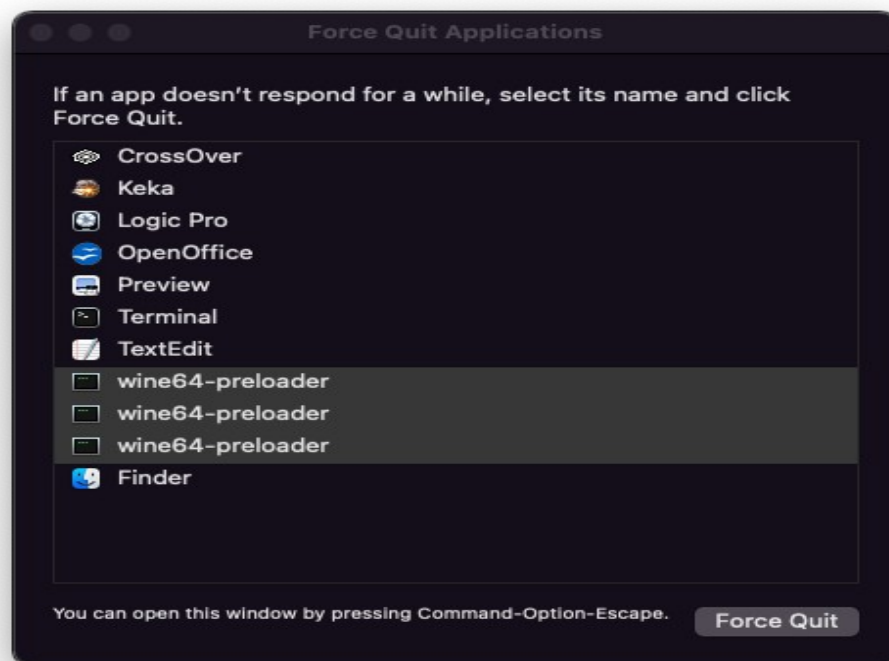 Force Quit Applications
If an app doesn’t respond for a while, select its name and click
Force Quit.
CrossOver
Keka
Logic Pro
OpenOffice
Preview
Terminal
TextEdit
wine64-preloader
wine64-preloader
wine64-preloader
Finder
You can open this window by pressing Command-Option-Escape.
Force Quit